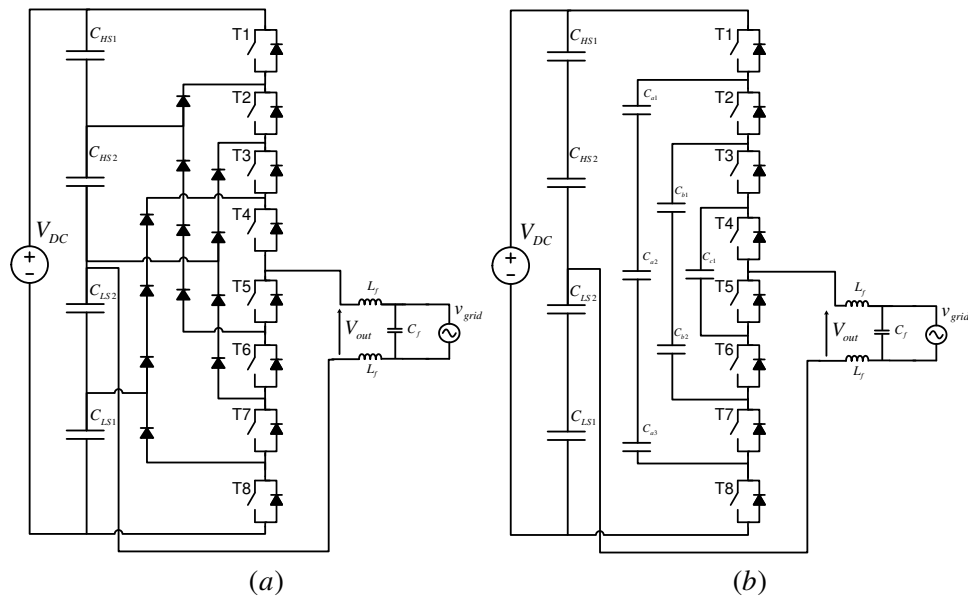 C_HS1
T1
T2
C_HS2
T3
T4
V_DC
+
−
C_LS2
T5
L_f
V_out
C_f
v_grid
L_f
T6
C_LS1
T7
T8
(a)
C_HS1
T1
C_a1
T2
C_HS2
T3
C_b1
T4
V_DC
+
−
C_a2
C_c1
C_LS2
T5
L_f
V_out
C_f
v_grid
L_f
C_b2
T6
C_LS1
C_a3
T7
T8
(b)